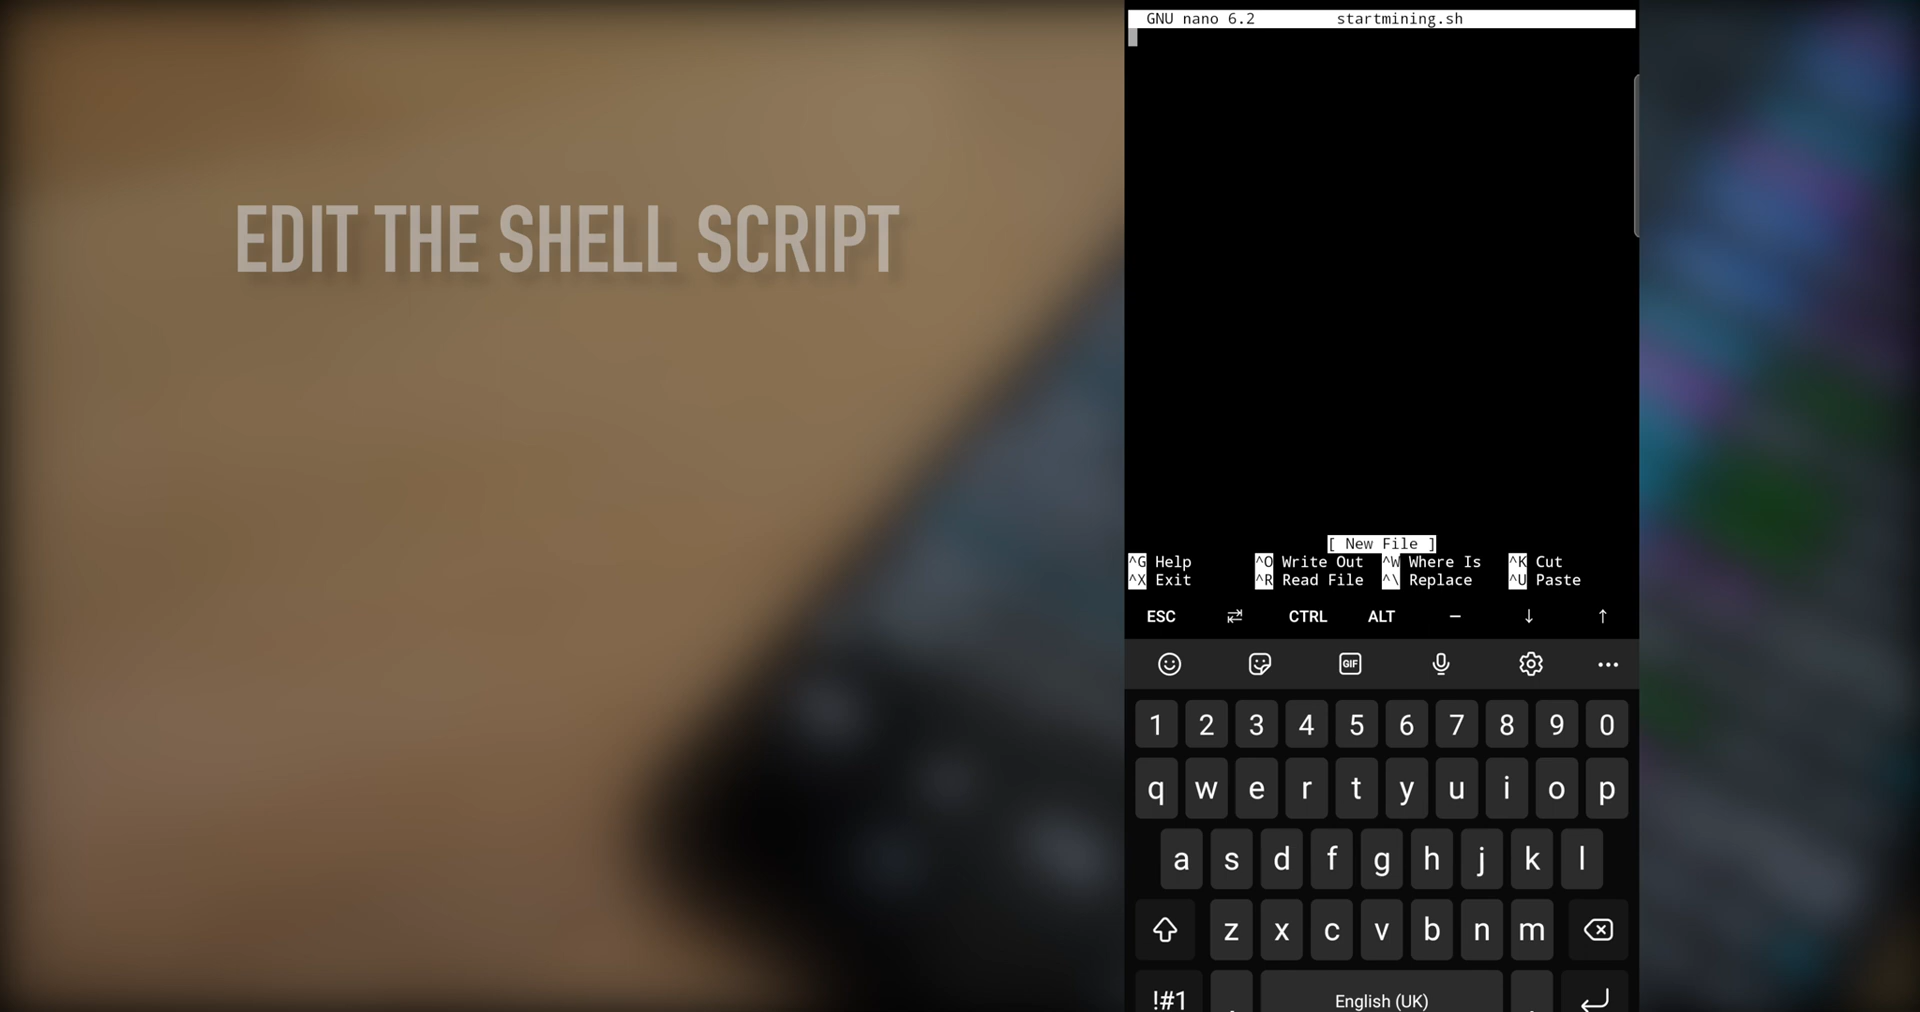 EDIT THE SHELL SCRIPT
GNU nano 6.2 startmining.sh
[ New File ]
^G Help ^O Write Out ^W Where Is ^K Cut
^X Exit ^R Read File ^\ Replace ^U Paste
ESC ⇄ CTRL ALT – ↓ ↑
GIF
1 2 3 4 5 6 7 8 9 0
q w e r t y u i o p
a s d f g h j k l
z x c v b n m
!#1 , English (UK) .